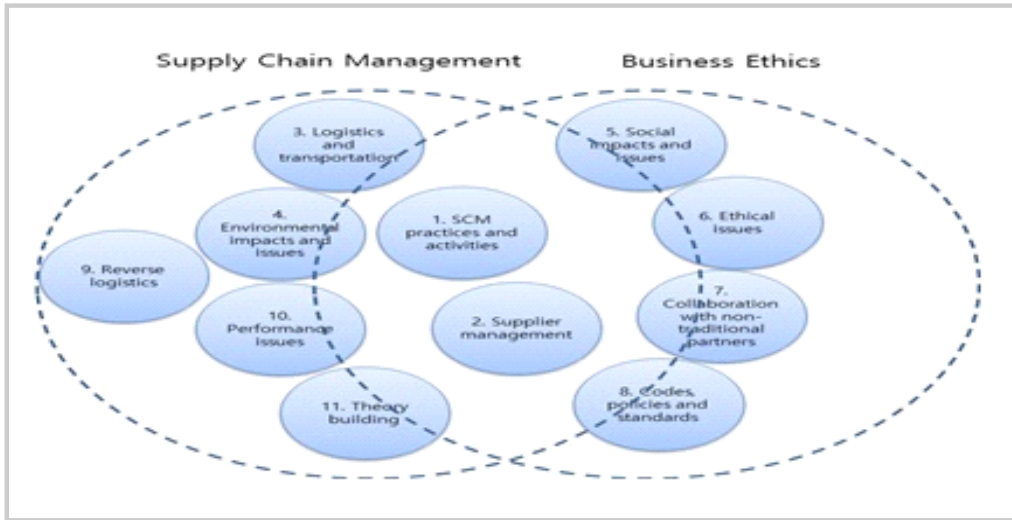 Supply Chain Management
Business Ethics
3. Logistics
and
transportation
5. Social
impacts and
issues
4.
Environmental
impacts and
issues
1. SCM
practices and
activities
6. Ethical
issues
9. Reverse
logistics
10.
Performance
issues
2. Supplier
management
7.
Collaboration
with non-
traditional
partners
11. Theory
building
8. Codes,
policies and
standards